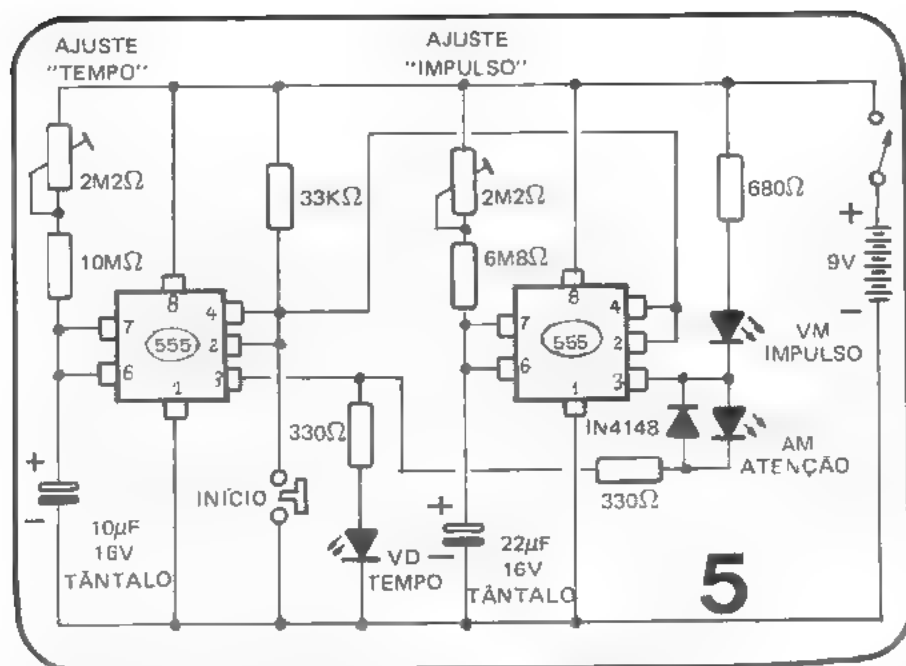 AJUSTE
"TEMPO"
AJUSTE
"IMPULSO"
2M2Ω
33KΩ
2M2Ω
680Ω
+
10MΩ
6M8Ω
9V
8
8
-
7
4
7
4
VM
IMPULSO
555
2
555
2
6
3
6
3
1
1
IN4148
330Ω
AM
ATENÇÃO
+
INÍCIO
+
330Ω
-
10µF
16V
TÂNTALO
VD
TEMPO
-
22µF
16V
TÂNTALO
5